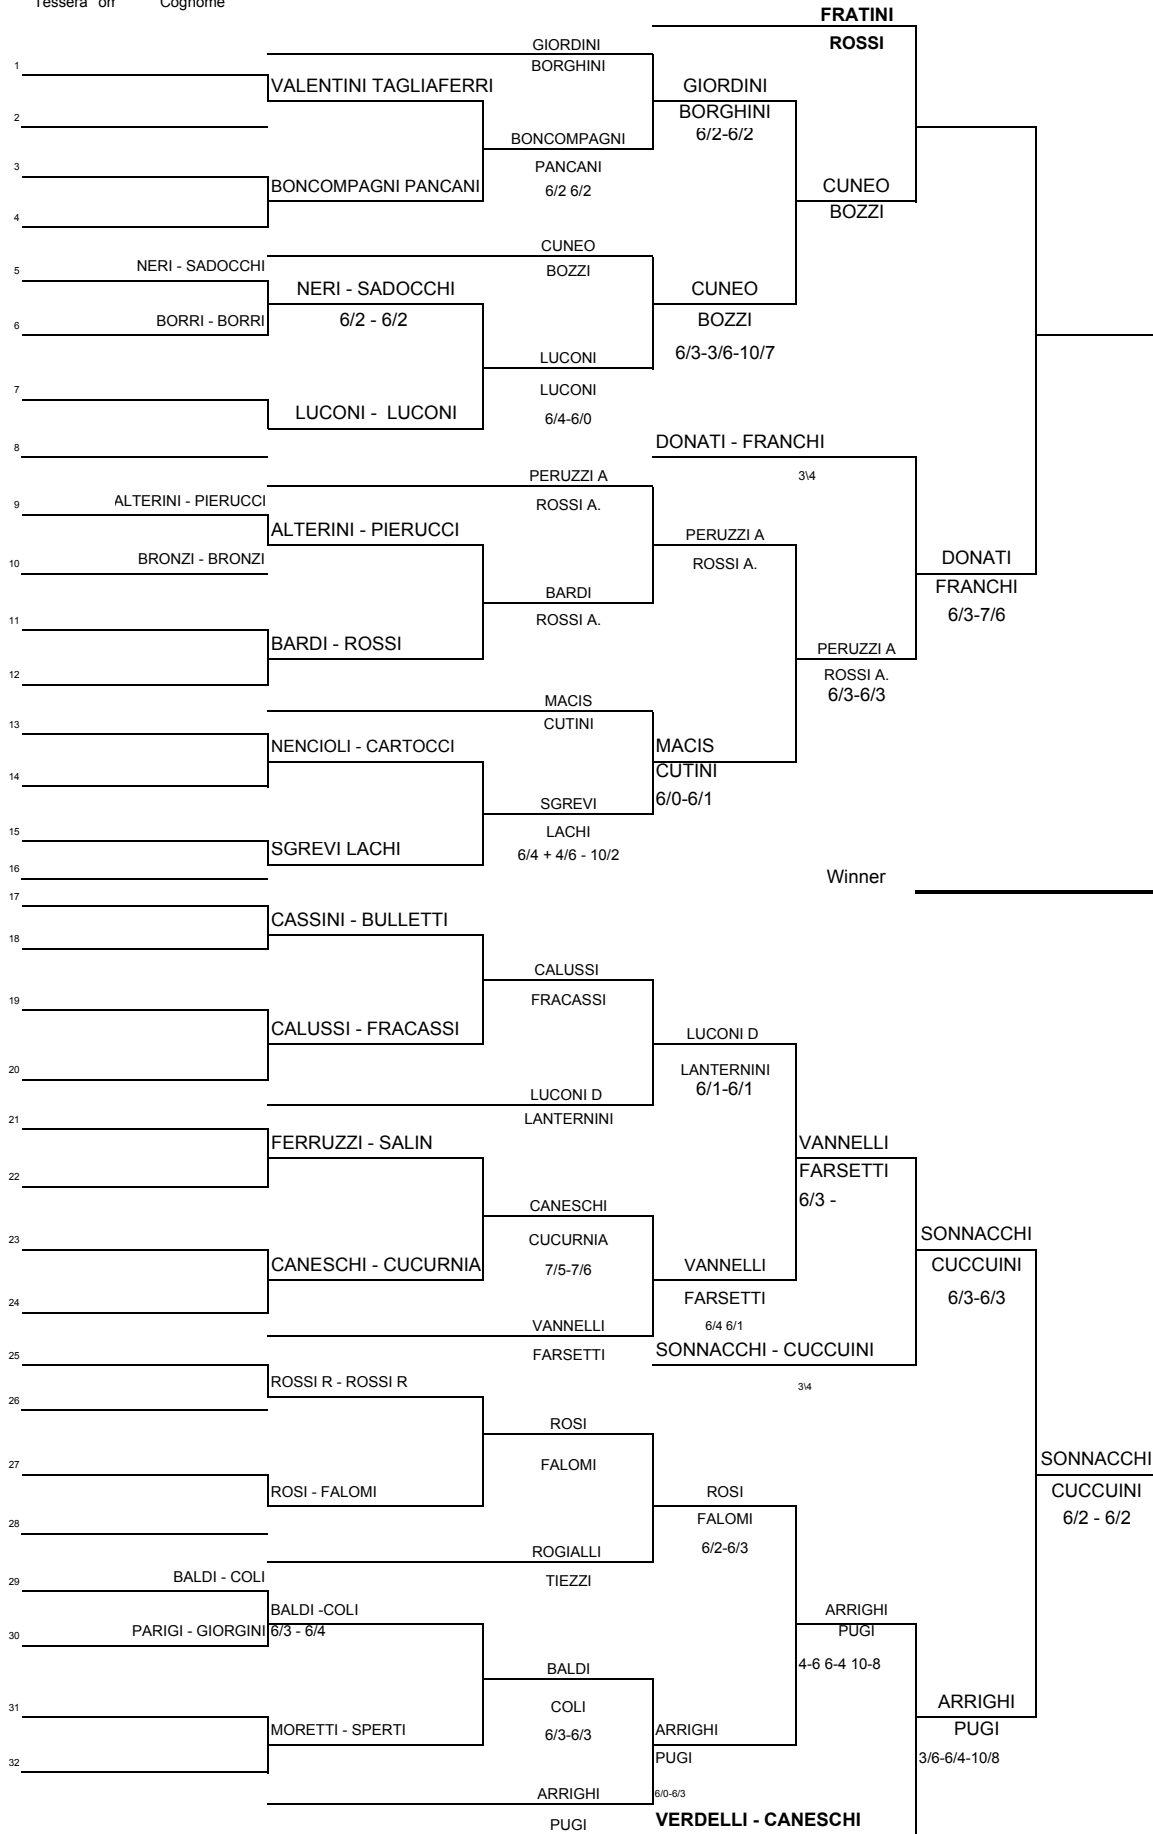 Tessera
Cognome
FRATINI
ROSSI
GIORDINI
BORGHINI
1
VALENTINI TAGLIAFERRI
GIORDINI
BORGHINI
6/2-6/2
2
BONCOMPAGNI
PANCANI
6/2 6/2
3
BONCOMPAGNI PANCANI
CUNEO
BOZZI
4
CUNEO
BOZZI
5
NERI - SADOCCHI
NERI - SADOCCHI
6/2 - 6/2
CUNEO
BOZZI
6/3-3/6-10/7
6
BORRI - BORRI
LUCONI
LUCONI
6/4-6/0
7
LUCONI - LUCONI
8
DONATI - FRANCHI
3\4
PERUZZI A
ROSSI A.
9
ALTERINI - PIERUCCI
ALTERINI - PIERUCCI
PERUZZI A
ROSSI A.
10
BRONZI - BRONZI
DONATI
FRANCHI
6/3-7/6
BARDI
ROSSI A.
11
BARDI - ROSSI
PERUZZI A
ROSSI A.
6/3-6/3
12
MACIS
CUTINI
13
NENCIOLI - CARTOCCI
MACIS
CUTINI
6/0-6/1
14
SGREVI
LACHI
6/4 + 4/6 - 10/2
15
SGREVI LACHI
16
Winner
17
CASSINI - BULLETTI
18
CALUSSI
FRACASSI
19
CALUSSI - FRACASSI
LUCONI D
LANTERNINI
6/1-6/1
20
LUCONI D
LANTERNINI
21
FERRUZZI - SALIN
VANNELLI
FARSETTI
6/3 -
22
CANESCHI
CUCURNIA
7/5-7/6
23
SONNACCHI
CUCCUINI
6/3-6/3
CANESCHI - CUCURNIA
VANNELLI
FARSETTI
6/4 6/1
24
VANNELLI
FARSETTI
25
SONNACCHI - CUCCUINI
3\4
ROSSI R - ROSSI R
26
ROSI
FALOMI
27
SONNACCHI
CUCCUINI
6/2 - 6/2
ROSI - FALOMI
ROSI
FALOMI
6/2-6/3
28
ROGIALLI
TIEZZI
29
BALDI - COLI
BALDI -COLI
6/3 - 6/4
ARRIGHI
PUGI
4-6 6-4 10-8
30
PARIGI - GIORGINI
BALDI
COLI
6/3-6/3
31
ARRIGHI
PUGI
3/6-6/4-10/8
MORETTI - SPERTI
ARRIGHI
PUGI
6/0-6/3
32
ARRIGHI
PUGI
VERDELLI - CANESCHI